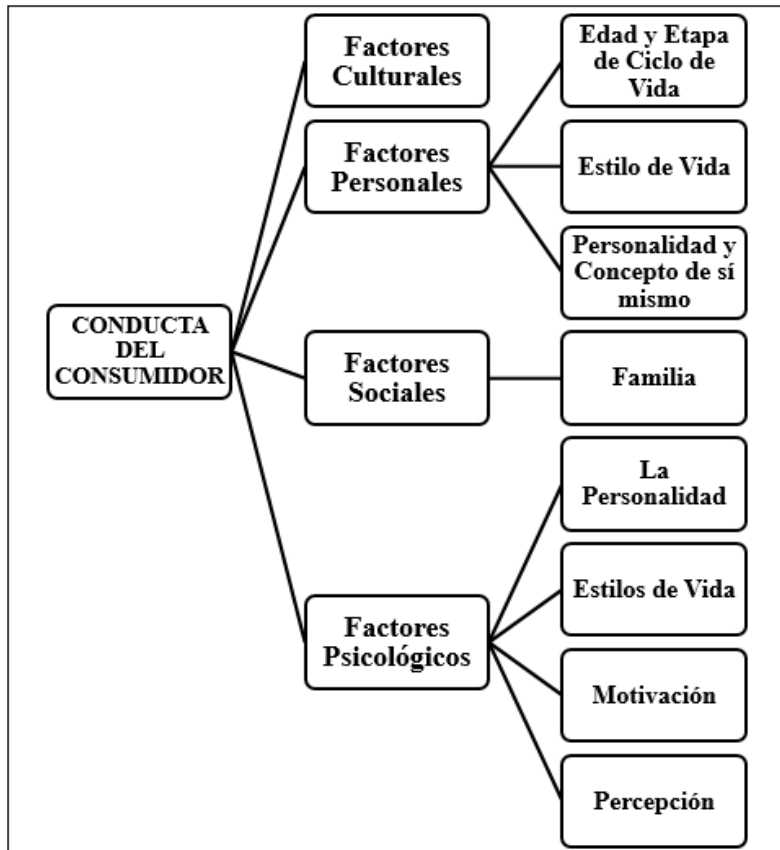 CONDUCTA
DEL
CONSUMIDOR
Factores
Culturales
Factores
Personales
Edad y Etapa
de Ciclo de
Vida
Estilo de Vida
Personalidad y
Concepto de sí
mismo
Factores
Sociales
Familia
Factores
Psicológicos
La
Personalidad
Estilos de Vida
Motivación
Percepción